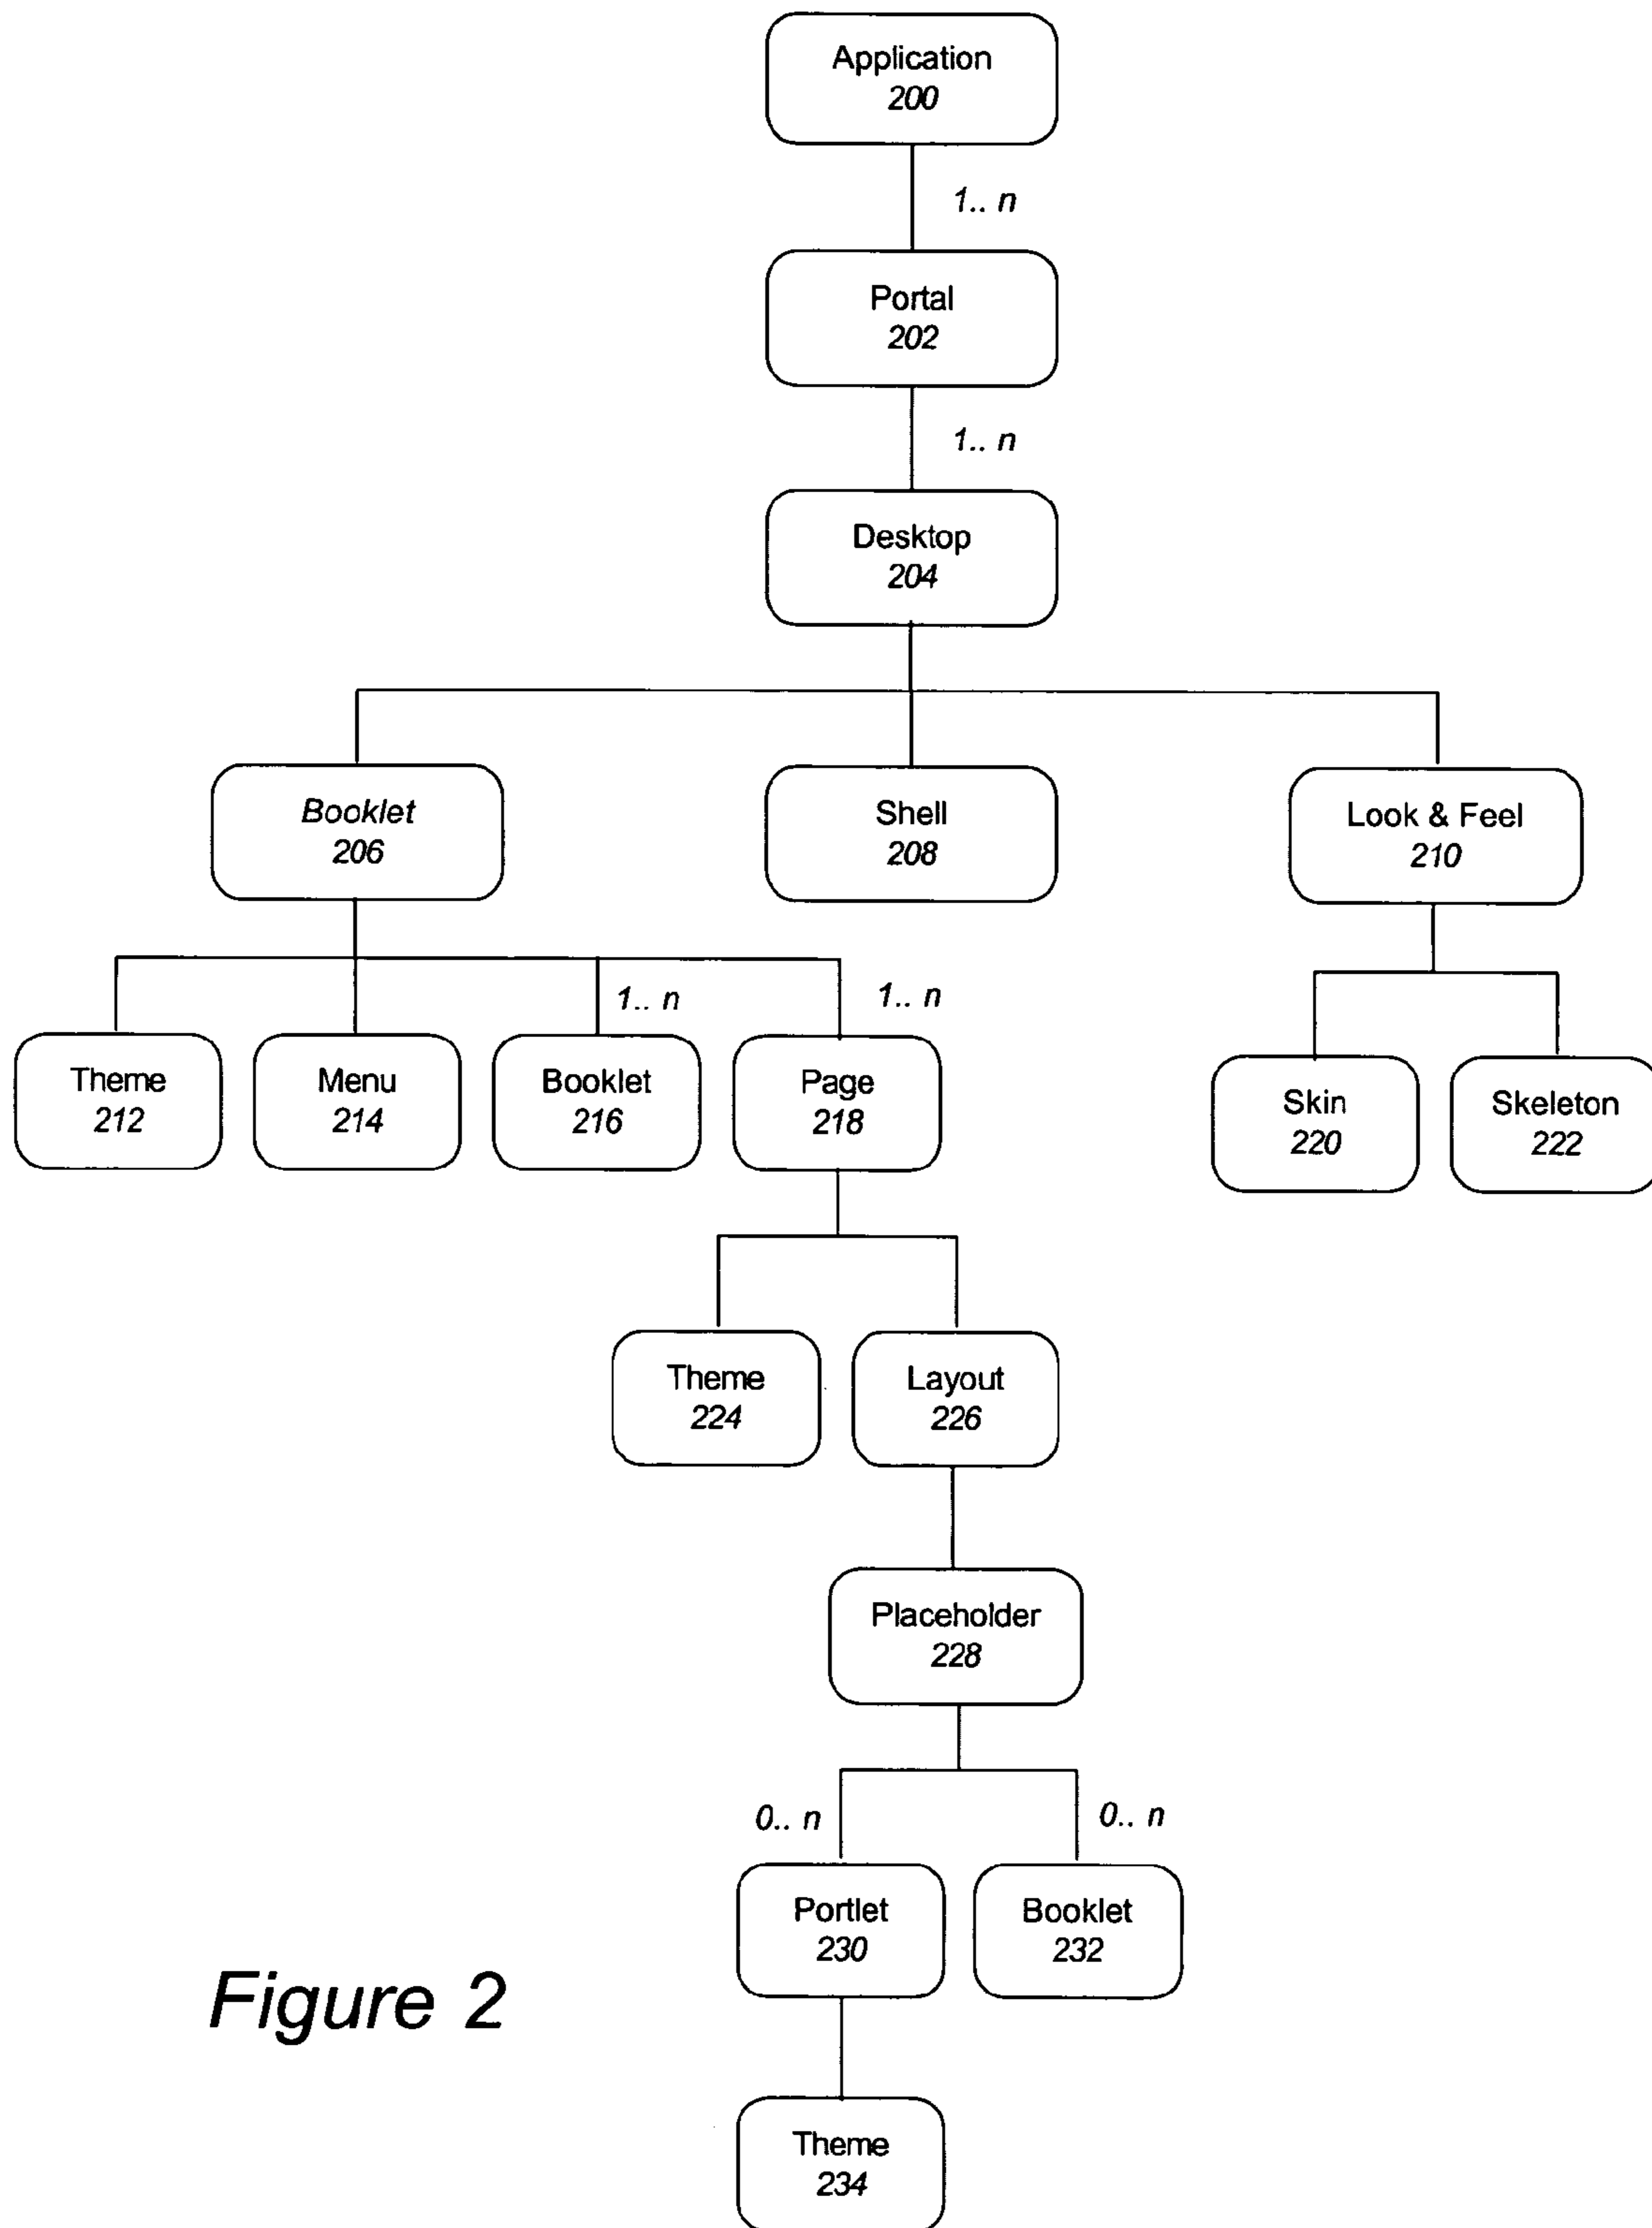 Application
200
1.. n
Portal
202
1.. n
Desktop
204
Booklet
206
Shell
208
Look & Feel
210
1.. n
1.. n
Theme
212
Menu
214
Booklet
216
Page
218
Skin
220
Skeleton
222
Theme
224
Layout
226
Placeholder
228
0.. n
0.. n
Portlet
230
Booklet
232
Theme
234
Figure 2